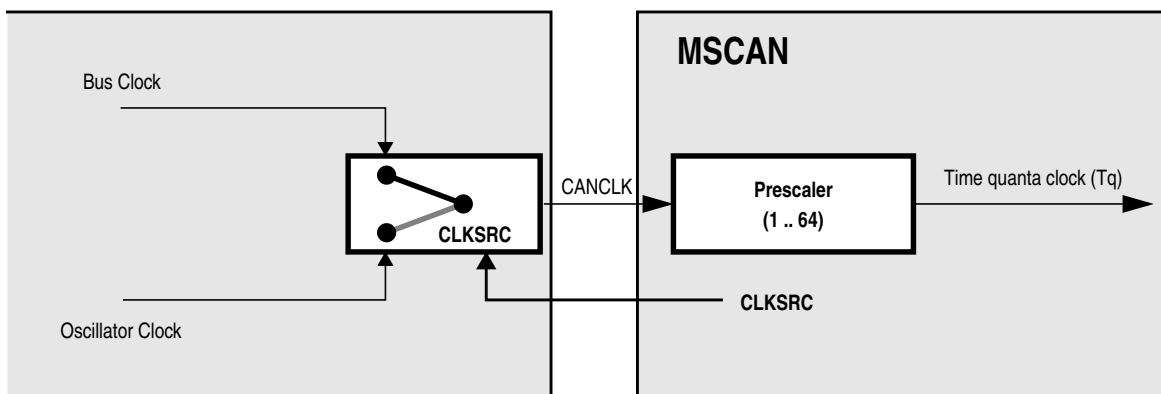 MSCAN
Bus Clock
CANCLK
Time quanta clock (Tq)
Prescaler
(1 .. 64)
CLKSRC
CLKSRC
Oscillator Clock